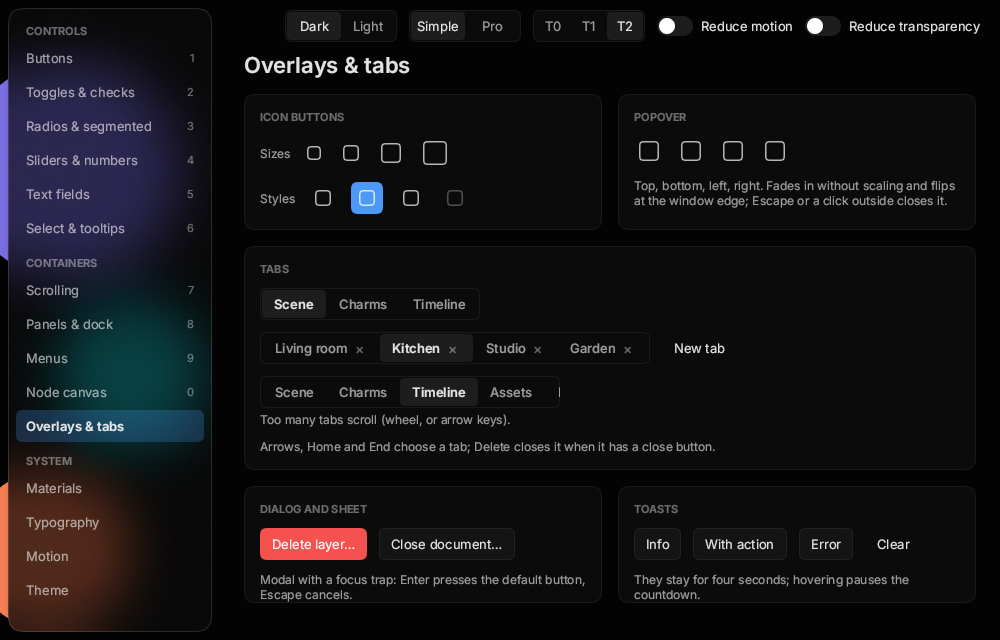 Dark Light Simple Pro T0 T1 T2 Reduce motion Reduce transparency
CONTROLS
Buttons 1
Toggles & checks 2
Radios & segmented 3
Sliders & numbers 4
Text fields 5
Select & tooltips 6
CONTAINERS
Scrolling 7
Panels & dock 8
Menus 9
Node canvas 0
Overlays & tabs
SYSTEM
Materials
Typography
Motion
Theme
Overlays & tabs
ICON BUTTONS
Sizes
Styles
POPOVER
Top, bottom, left, right. Fades in without scaling and flips
at the window edge; Escape or a click outside closes it.
TABS
Scene Charms Timeline
Living room × Kitchen × Studio × Garden × New tab
Scene Charms Timeline Assets
Too many tabs scroll (wheel, or arrow keys).
Arrows, Home and End choose a tab; Delete closes it when it has a close button.
DIALOG AND SHEET
Delete layer... Close document...
Modal with a focus trap: Enter presses the default button,
Escape cancels.
TOASTS
Info With action Error Clear
They stay for four seconds; hovering pauses the
countdown.